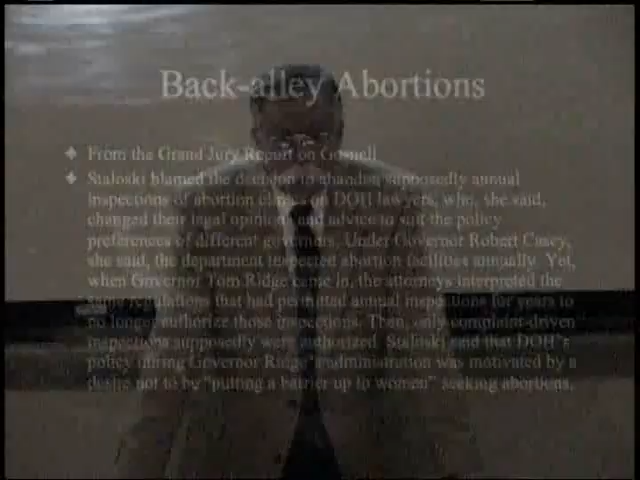 Back-alley Abortions
❖ From the Grand Jury Report on Gosnell
❖ Staloski blamed the decision to abandon supposedly annual
inspections of abortion clinics on DOH lawyers, who, she said,
changed their legal opinions and advice to suit the policy
preferences of different governors. Under Governor Robert Casey,
she said, the department inspected abortion facilities annually. Yet,
when Governor Tom Ridge came in, the attorneys interpreted the
same regulations that had permitted annual inspections for years to
no longer authorize those inspections. Then, only complaint-driven
inspections supposedly were authorized. Staloski said that DOH's
policy during Governor Ridge's administration was motivated by a
desire not to be "putting a barrier up to women" seeking abortions.